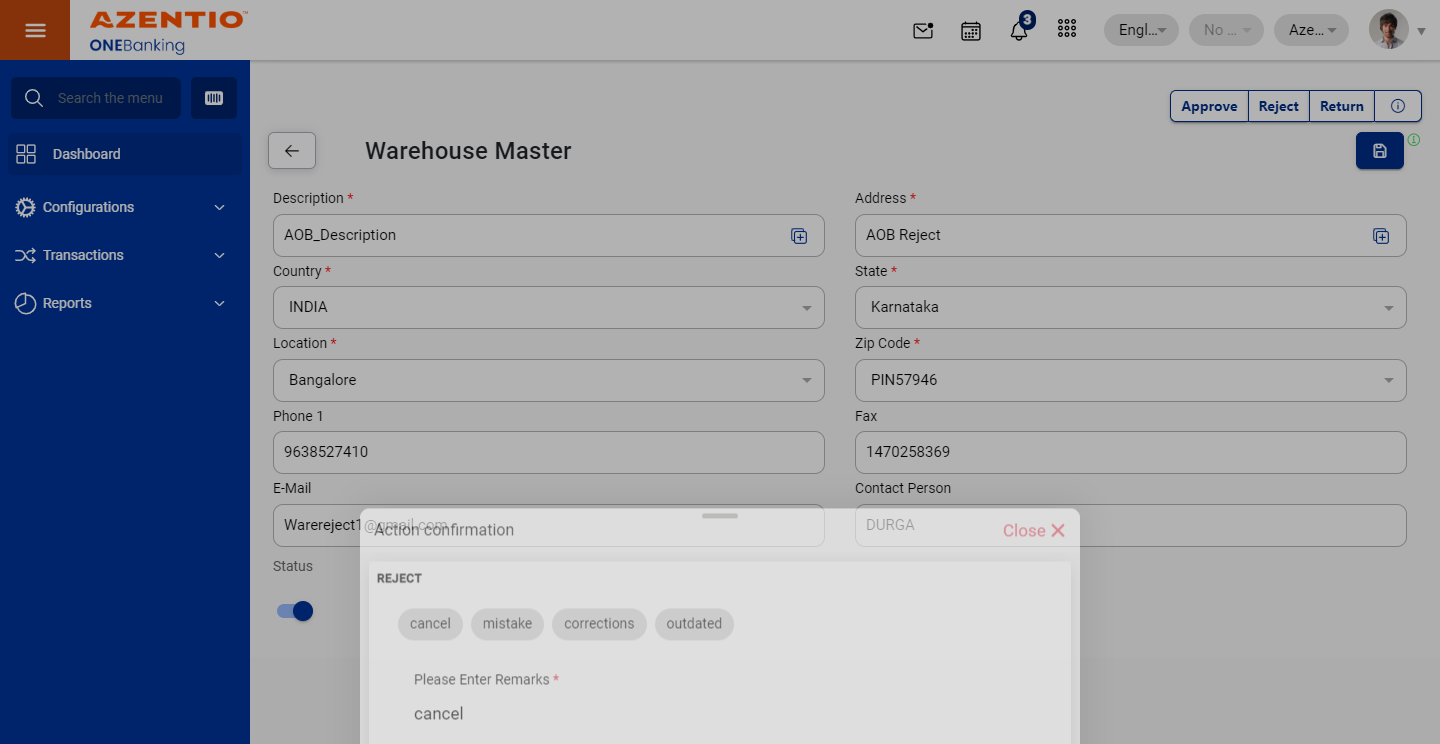 AZENTIO™
ONEBanking
3
Engl...
No ...
Aze...
Search the menu
Approve Reject Return
Dashboard
Warehouse Master
Configurations
Transactions
Reports
Description * Address *
AOB_Description AOB Reject
Country * State *
INDIA Karnataka
Location * Zip Code *
Bangalore PIN57946
Phone 1 Fax
9638527410 1470258369
E-Mail Contact Person
Warereject1@gmail.com DURGA
Action confirmation Close
Status
REJECT
cancel mistake corrections outdated
Please Enter Remarks *
cancel